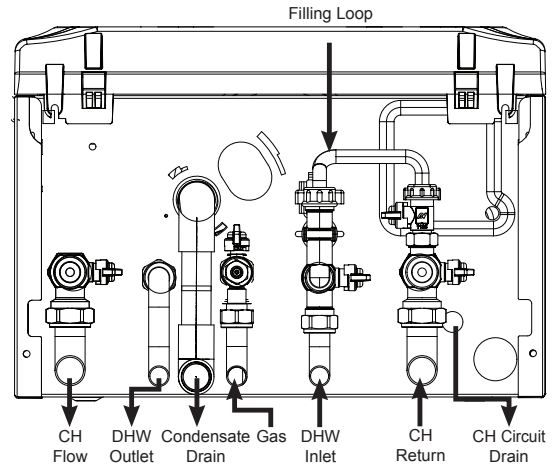 Filling Loop
CH DHW Condensate Gas DHW CH CH Circuit
Flow Outlet Drain Inlet Return Drain